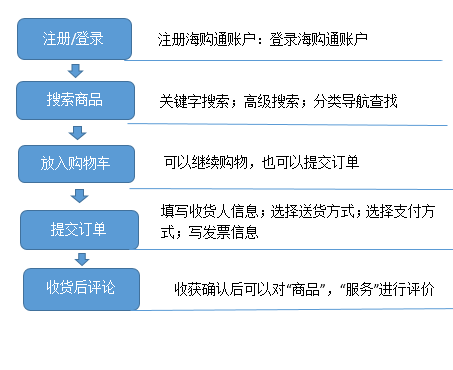 注册/登录
注册海购通账户：登录海购通账户
搜索商品
关键字搜索；高级搜索；分类导航查找
放入购物车
可以继续购物，也可以提交订单
提交订单
填写收货人信息；选择送货方式；选择支付方
式；写发票信息
收货后评论
收获确认后可以对“商品”，“服务”进行评价